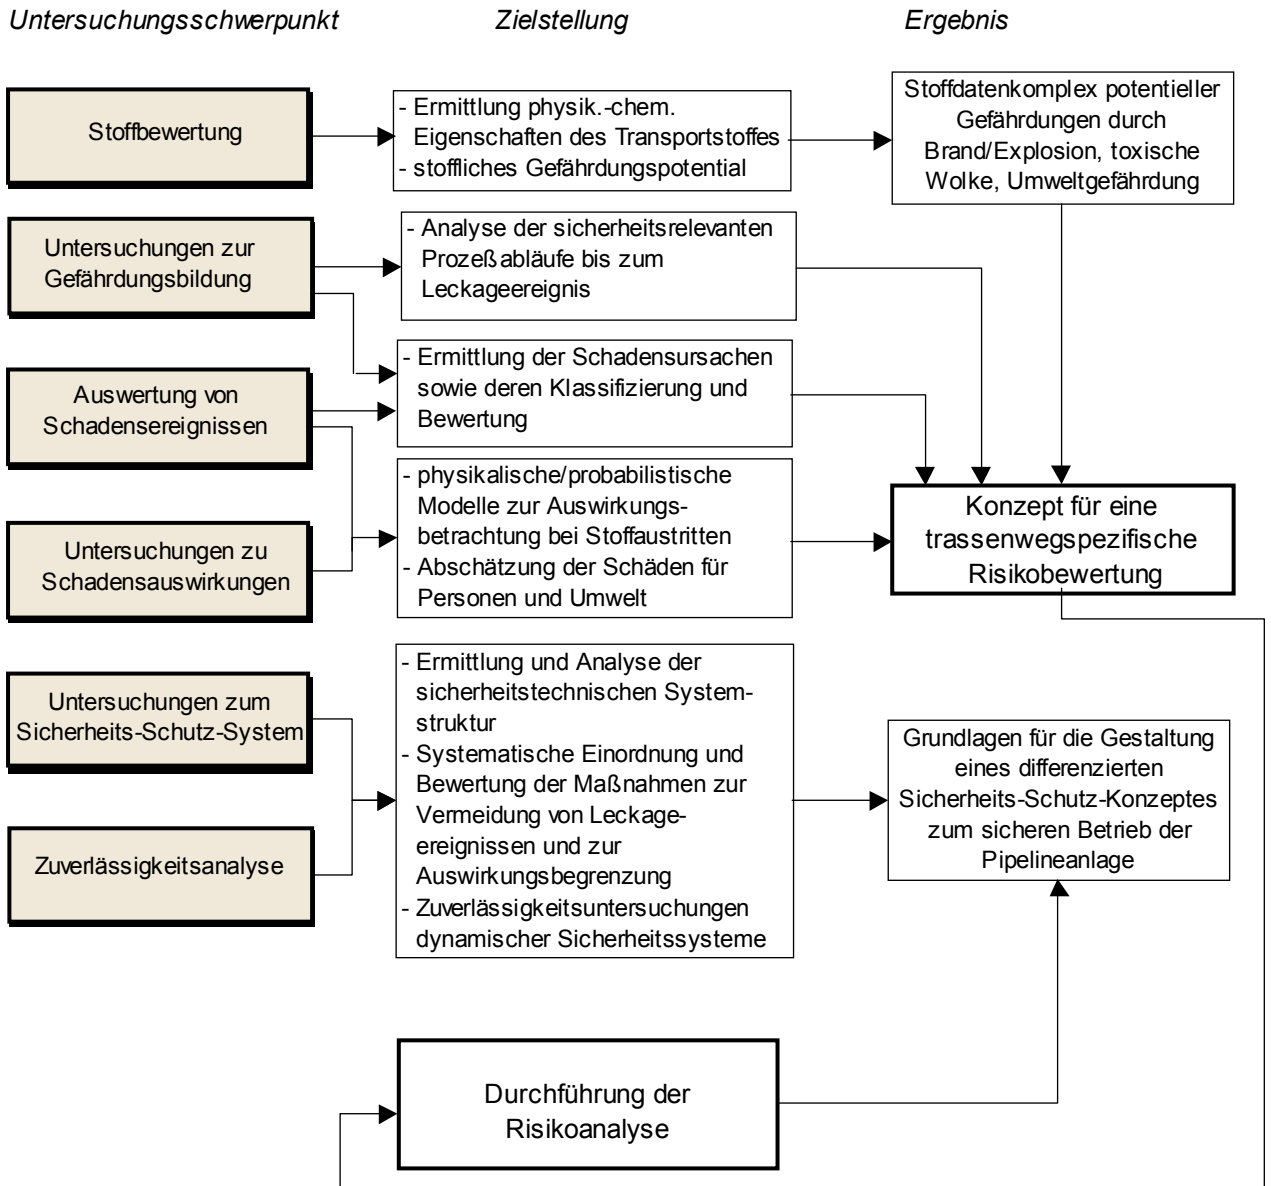 Untersuchungsschwerpunkt
Zielstellung
Ergebnis
Stoffbewertung
- Ermittlung physik.-chem.
Eigenschaften des Transportstoffes
- stoffliches Gefährdungspotential
Stoffdatenkomplex potentieller
Gefährdungen durch
Brand/Explosion, toxische
Wolke, Umweltgefährdung
Untersuchungen zur
Gefährdungsbildung
- Analyse der sicherheitsrelevanten
Prozeßabläufe bis zum
Leckageereignis
Auswertung von
Schadensereignissen
- Ermittlung der Schadensursachen
sowie deren Klassifizierung und
Bewertung
Untersuchungen zu
Schadensauswirkungen
- physikalische/probabilistische
Modelle zur Auswirkungs-
betrachtung bei Stoffaustritten
- Abschätzung der Schäden für
Personen und Umwelt
Konzept für eine
trassenwegspezifische
Risikobewertung
Untersuchungen zum
Sicherheits-Schutz-System
Zuverlässigkeitsanalyse
- Ermittlung und Analyse der
sicherheitstechnischen System-
struktur
- Systematische Einordnung und
Bewertung der Maßnahmen zur
Vermeidung von Leckage-
ereignissen und zur
Auswirkungsbegrenzung
- Zuverlässigkeitsuntersuchungen
dynamischer Sicherheitssysteme
Grundlagen für die Gestaltung
eines differenzierten
Sicherheits-Schutz-Konzeptes
zum sicheren Betrieb der
Pipelineanlage
Durchführung der
Risikoanalyse